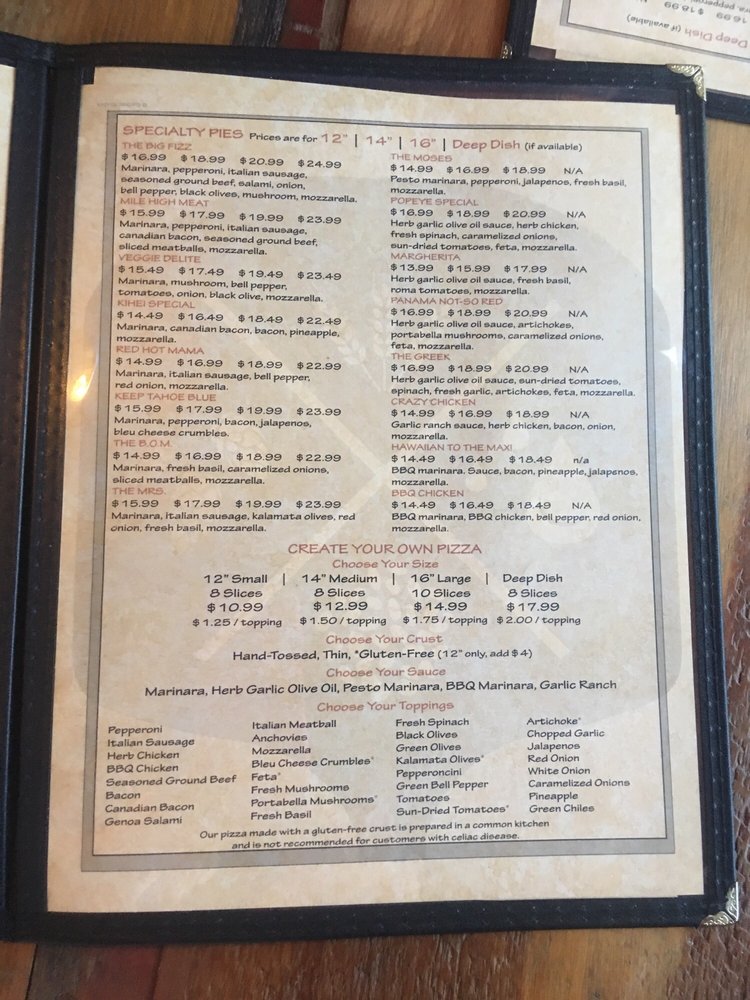 Deep Dish (if available)
16.99 $18.99
SPECIALTY PIES Prices are for 12" | 14" | 16" | Deep Dish (if available)
THE BIG FIZZ
$16.99 $18.99 $20.99 $24.99
Marinara, pepperoni, italian sausage,
seasoned ground beef, salami, onion,
bell pepper, black olives, mushroom, mozzarella.
MILE HIGH MEAT
$15.99 $17.99 $19.99 $23.99
Marinara, pepperoni, italian sausage,
canadian bacon, seasoned ground beef,
sliced meatballs, mozzarella.
VEGGIE DELITE
$15.49 $17.49 $19.49 $23.49
Marinara, mushroom, bell pepper,
tomatoes, onion, black olive, mozzarella.
KIHEI SPECIAL
$14.49 $16.49 $18.49 $22.49
Marinara, canadian bacon, bacon, pineapple,
mozzarella.
RED HOT MAMA
$14.99 $16.99 $18.99 $22.99
Marinara, italian sausage, bell pepper,
red onion, mozzarella.
KEEP TAHOE BLUE
$15.99 $17.99 $19.99 $23.99
Marinara, pepperoni, bacon, jalapenos,
bleu cheese crumbles.
THE B.O.M.
$14.99 $16.99 $18.99 $22.99
Marinara, fresh basil, caramelized onions,
sliced meatballs, mozzarella.
THE MRS.
$15.99 $17.99 $19.99 $23.99
Marinara, italian sausage, kalamata olives, red
onion, fresh basil, mozzarella.
THE MOSES
$14.99 $16.99 $18.99 N/A
Pesto marinara, pepperoni, jalapenos, fresh basil,
mozzarella.
POPEYE SPECIAL
$16.99 $18.99 $20.99 N/A
Herb garlic olive oil sauce, herb chicken,
fresh spinach, caramelized onions,
sun-dried tomatoes, feta, mozzarella.
MARGHERITA
$13.99 $15.99 $17.99 N/A
Herb garlic olive oil sauce, fresh basil,
roma tomatoes, mozzarella.
PANAMA NOT-SO RED
$16.99 $18.99 $20.99 N/A
Herb garlic olive oil sauce, artichokes,
portabella mushrooms, caramelized onions,
feta, mozzarella.
THE GREEK
$16.99 $18.99 $20.99 N/A
Herb garlic olive oil sauce, sun-dried tomatoes,
spinach, fresh garlic, artichokes, feta, mozzarella.
CRAZY CHICKEN
$14.99 $16.99 $18.99 N/A
Garlic ranch sauce, herb chicken, bacon, onion,
mozzarella.
HAWAIIAN TO THE MAX!
$14.49 $16.49 $18.49 n/a
BBQ marinara. Sauce, bacon, pineapple, jalapenos,
mozzarella.
BBQ CHICKEN
$14.49 $16.49 $18.49 N/A
BBQ marinara, BBQ chicken, bell pepper, red onion,
mozzarella.
CREATE YOUR OWN PIZZA
Choose Your Size
12" Small | 14" Medium | 16" Large | Deep Dish
8 Slices 8 Slices 10 Slices 8 Slices
$10.99 $12.99 $14.99 $17.99
$1.25 / topping $1.50 / topping $1.75 / topping $2.00 / topping
Choose Your Crust
Hand-Tossed, Thin, *Gluten-Free (12" only, add $4)
Choose Your Sauce
Marinara, Herb Garlic Olive Oil, Pesto Marinara, BBQ Marinara, Garlic Ranch
Choose Your Toppings
Pepperoni
Italian Sausage
Herb Chicken
BBQ Chicken
Seasoned Ground Beef
Bacon
Canadian Bacon
Genoa Salami
Italian Meatball
Anchovies
Mozzarella
Bleu Cheese Crumbles*
Feta*
Fresh Mushrooms
Portabella Mushrooms*
Fresh Basil
Fresh Spinach
Black Olives
Green Olives
Kalamata Olives*
Pepperoncini
Green Bell Pepper
Tomatoes
Sun-Dried Tomatoes*
Artichoke*
Chopped Garlic
Jalapenos
Red Onion
White Onion
Caramelized Onions
Pineapple
Green Chiles
Our pizza made with a gluten-free crust is prepared in a common kitchen
and is not recommended for customers with celiac disease.